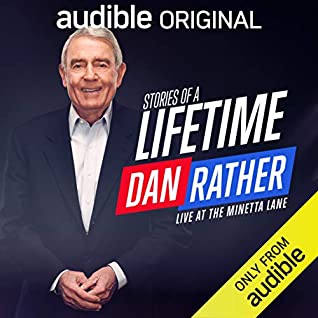 audible ORIGINAL
STORIES OF A
LIFETIME
DAN RATHER
LIVE AT THE MINETTA LANE
ONLY FROM
audible